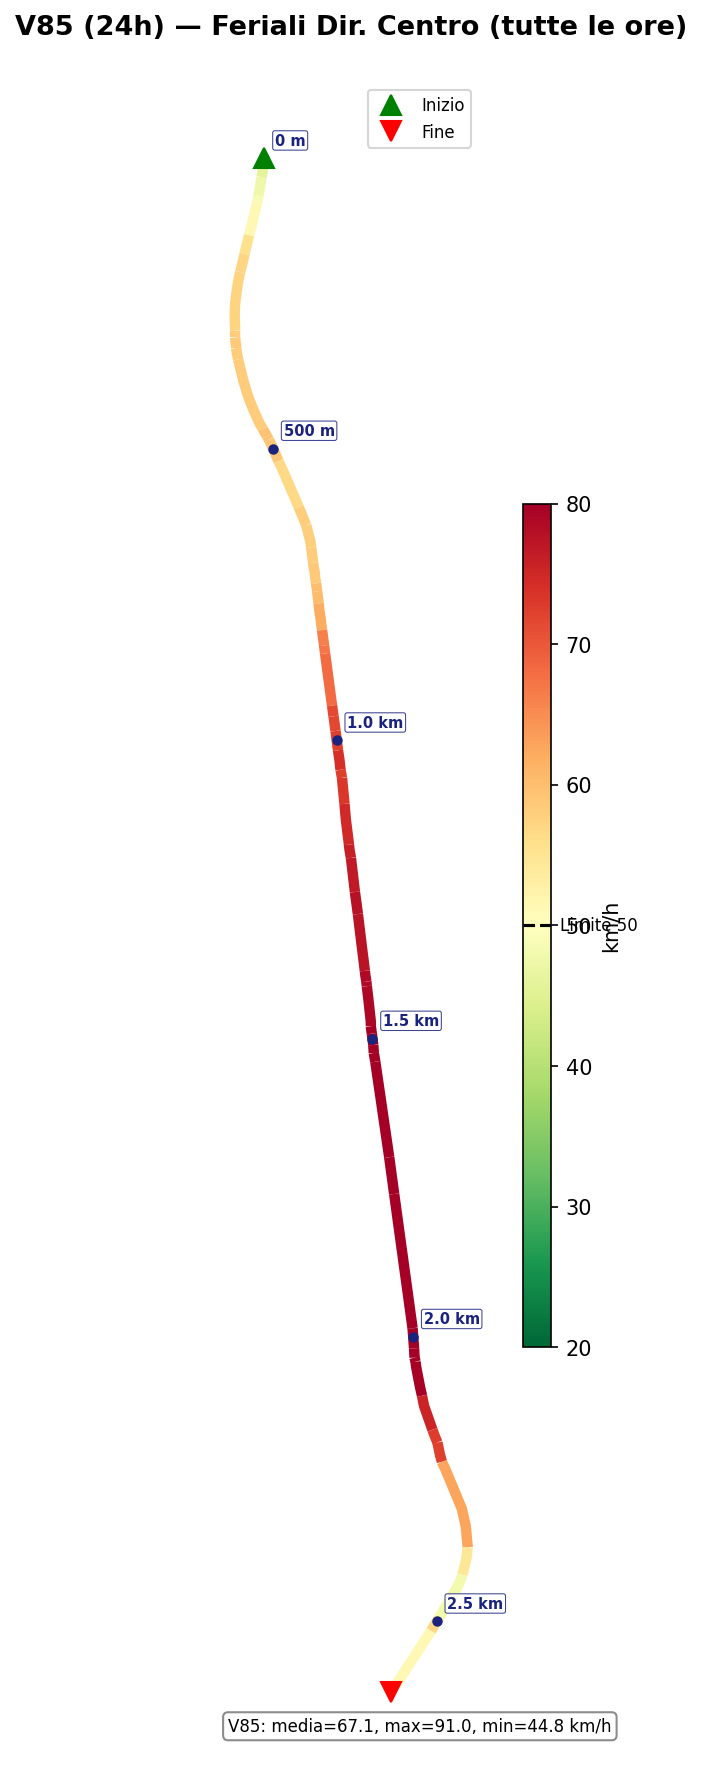 V85 (24h) — Feriali Dir. Centro (tutte le ore)
Inizio
Fine
0 m
500 m
80
70
1.0 km
60
Limite 50
50
km/h
1.5 km
40
30
2.0 km
20
2.5 km
V85: media=67.1, max=91.0, min=44.8 km/h